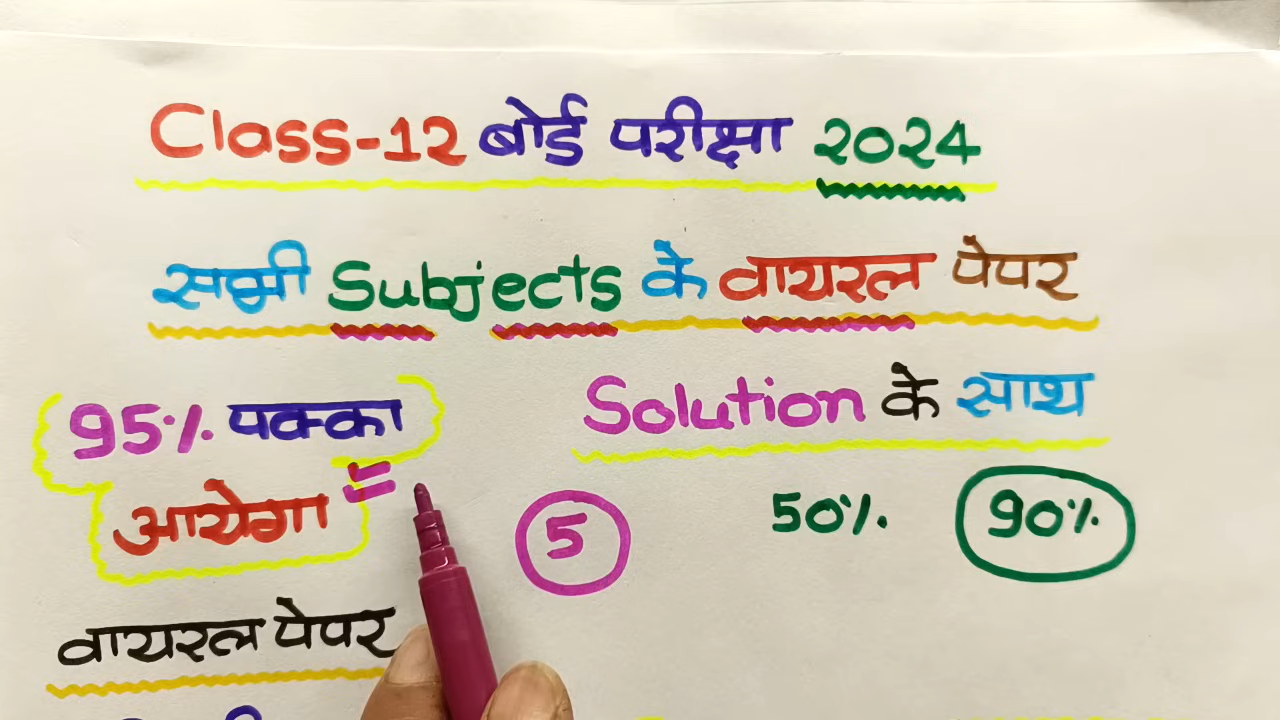 Class-12 बोर्ड परीक्षा 2024
सभी Subjects के वायरल पेपर
95% पक्का
Solution के साथ
आयेगा =
5
50% 90%
वायरल पेपर